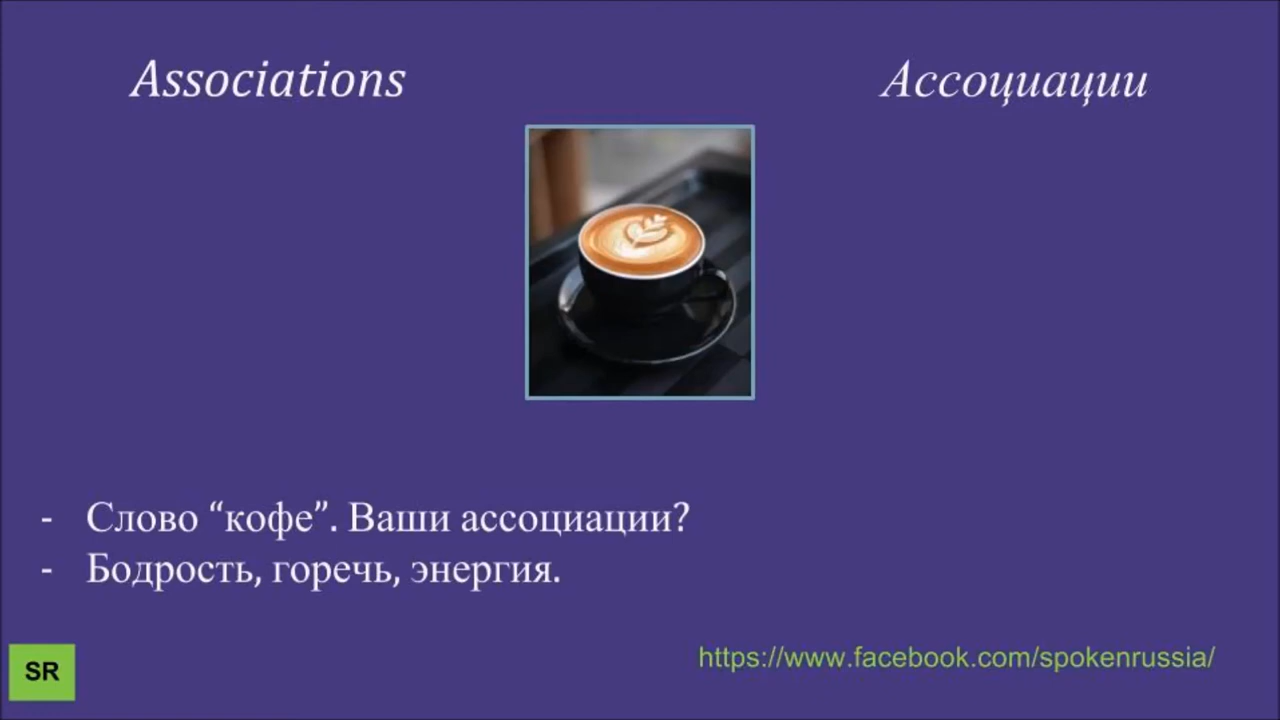 Associations
Ассоциации
- Слово “кофе”. Ваши ассоциации?
- Бодрость, горечь, энергия.
SR
https://www.facebook.com/spokenrussia/